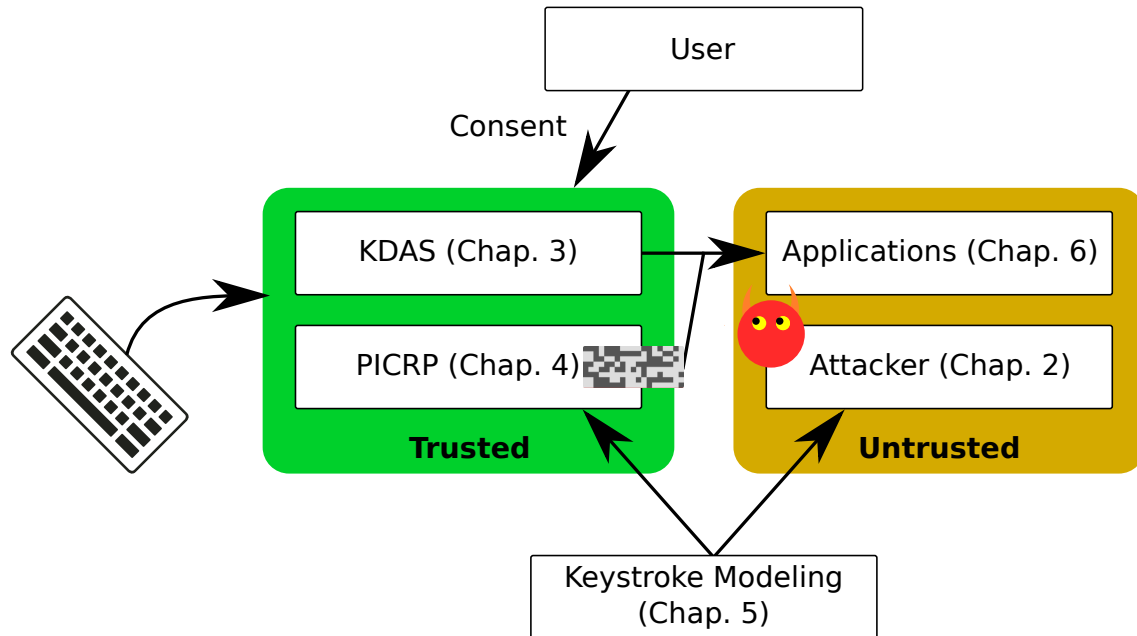 User
Consent
KDAS (Chap. 3)
Applications (Chap. 6)
PICRP (Chap. 4)
Attacker (Chap. 2)
Trusted
Untrusted
Keystroke Modeling
(Chap. 5)